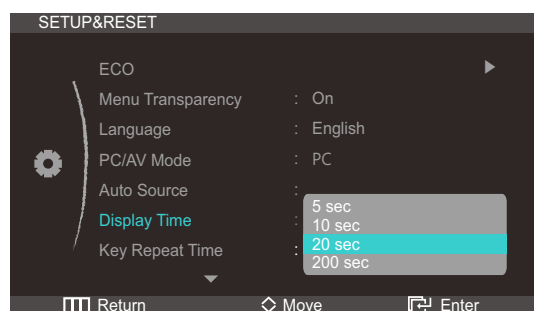 SETUP&RESET
ECO
Menu Transparency : On
Language : English
PC/AV Mode : PC
Auto Source :
Display Time :
Key Repeat Time :
5 sec
10 sec
20 sec
200 sec
Return Move Enter